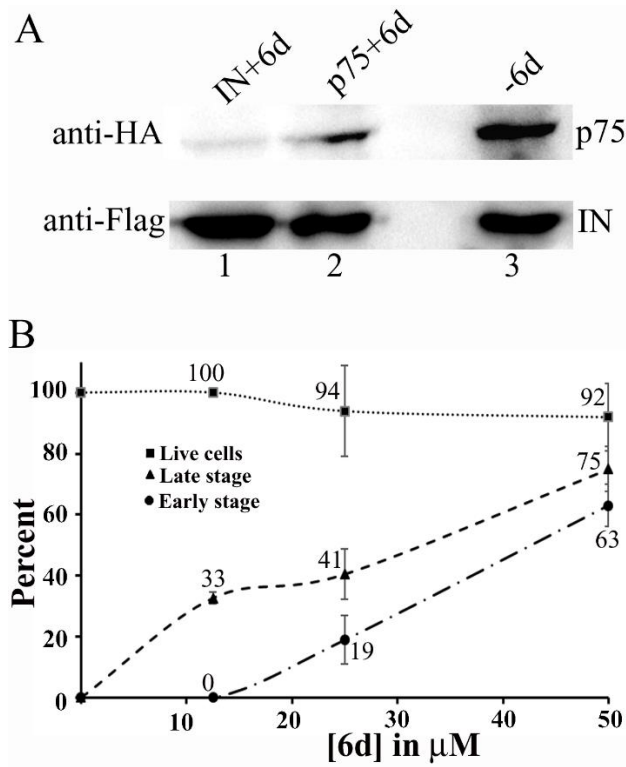 A
IN+6d p75+6d -6d
anti-HA p75
anti-Flag IN
1 2 3
B
100
80
60
40
20
0
Percent
100 94 92
■ Live cells
▲ Late stage
● Early stage
33 41 75
0 19 63
10 20 30 40 50
[6d] in μM